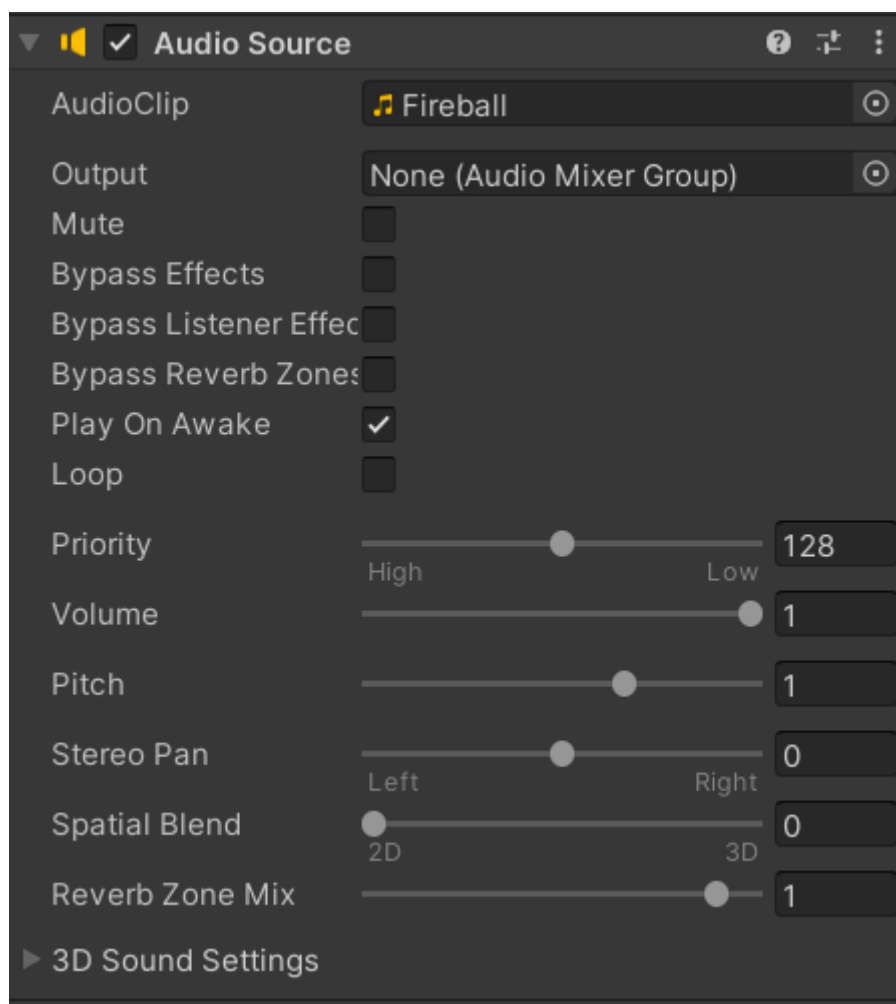 Audio Source
AudioClip Fireball
Output None (Audio Mixer Group)
Mute
Bypass Effects
Bypass Listener Effec
Bypass Reverb Zones
Play On Awake
Loop
Priority 128
High Low
Volume 1
Pitch 1
Stereo Pan 0
Left Right
Spatial Blend 0
2D 3D
Reverb Zone Mix 1
3D Sound Settings